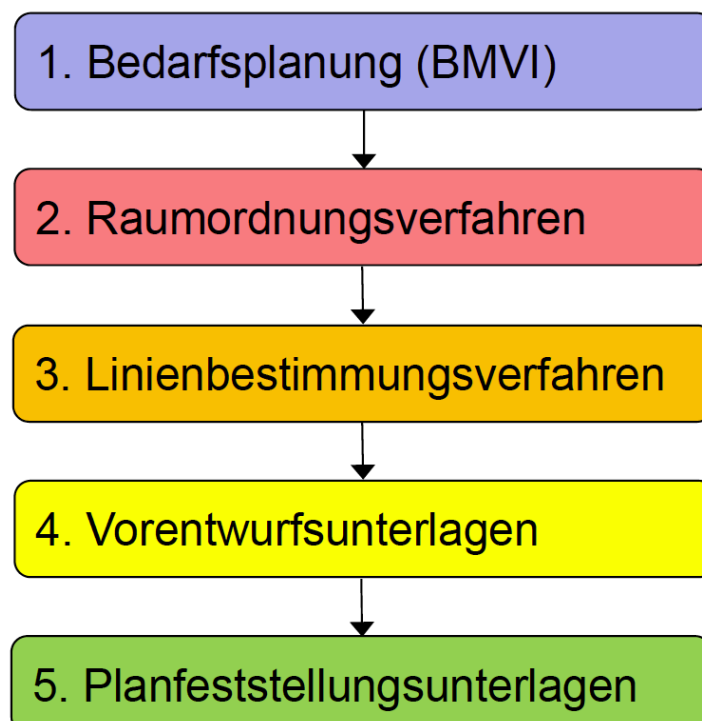 1. Bedarfsplanung (BMVI)
2. Raumordnungsverfahren
3. Linienbestimmungsverfahren
4. Vorentwurfsunterlagen
5. Planfeststellungsunterlagen